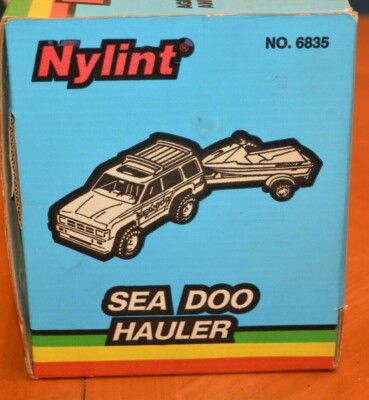 Nylint
NO. 6835
SEA DOO
HAULER